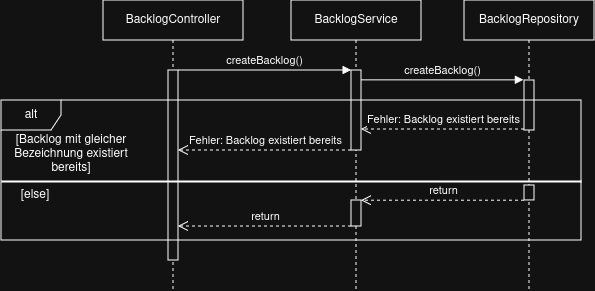 BacklogController
BacklogService
BacklogRepository
createBacklog()
createBacklog()
alt
Fehler: Backlog existiert bereits
[Backlog mit gleicher
Bezeichnung existiert
bereits]
Fehler: Backlog existiert bereits
[else]
return
return